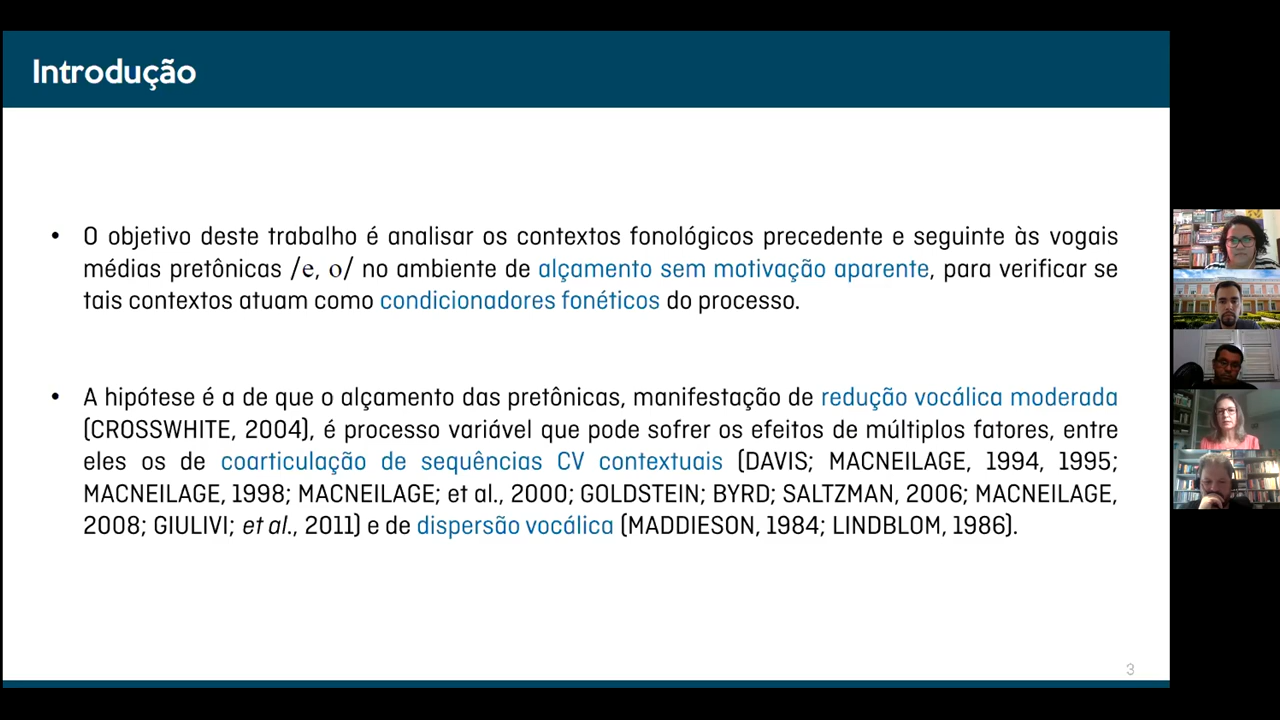 Introdução
• O objetivo deste trabalho é analisar os contextos fonológicos precedente e seguinte às vogais
médias pretônicas /e, o/ no ambiente de alçamento sem motivação aparente, para verificar se
tais contextos atuam como condicionadores fonéticos do processo.
• A hipótese é a de que o alçamento das pretônicas, manifestação de redução vocálica moderada
(CROSSWHITE, 2004), é processo variável que pode sofrer os efeitos de múltiplos fatores, entre
eles os de coarticulação de sequências CV contextuais (DAVIS; MACNEILAGE, 1994, 1995;
MACNEILAGE, 1998; MACNEILAGE; et al., 2000; GOLDSTEIN; BYRD; SALTZMAN, 2006; MACNEILAGE,
2008; GIULIVI; et al., 2011) e de dispersão vocálica (MADDIESON, 1984; LINDBLOM, 1986).
3